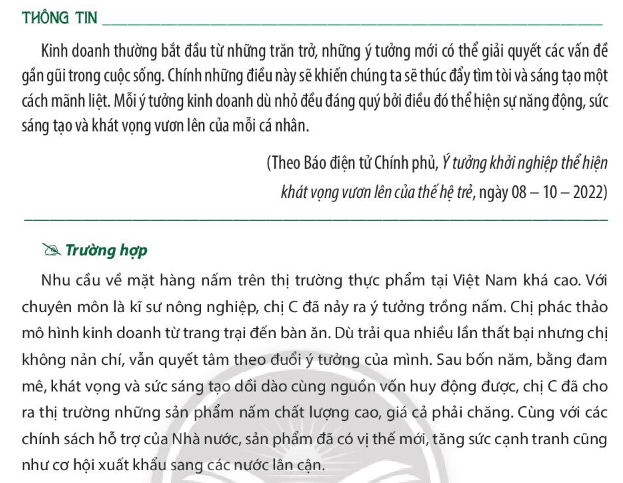 THÔNG TIN
Kinh doanh thường bắt đầu từ những trăn trở, những ý tưởng mới có thể giải quyết các vấn đề
gần gũi trong cuộc sống. Chính những điều này sẽ khiến chúng ta sẽ thúc đẩy tìm tòi và sáng tạo một
cách mãnh liệt. Mỗi ý tưởng kinh doanh dù nhỏ đều đáng quý bởi điều đó thể hiện sự năng động, sức
sáng tạo và khát vọng vươn lên của mỗi cá nhân.
(Theo Báo điện tử Chính phủ, Ý tưởng khởi nghiệp thể hiện
khát vọng vươn lên của thế hệ trẻ, ngày 08 – 10 – 2022)
Trường hợp
Nhu cầu về mặt hàng nấm trên thị trường thực phẩm tại Việt Nam khá cao. Với
chuyên môn là kĩ sư nông nghiệp, chị C đã nảy ra ý tưởng trồng nấm. Chị phác thảo
mô hình kinh doanh từ trang trại đến bàn ăn. Dù trải qua nhiều lần thất bại nhưng chị
không nản chí, vẫn quyết tâm theo đuổi ý tưởng của mình. Sau bốn năm, bằng đam
mê, khát vọng và sức sáng tạo dồi dào cùng nguồn vốn huy động được, chị C đã cho
ra thị trường những sản phẩm nấm chất lượng cao, giá cả phải chăng. Cùng với các
chính sách hỗ trợ của Nhà nước, sản phẩm đã có vị thế mới, tăng sức cạnh tranh cũng
như cơ hội xuất khẩu sang các nước lân cận.